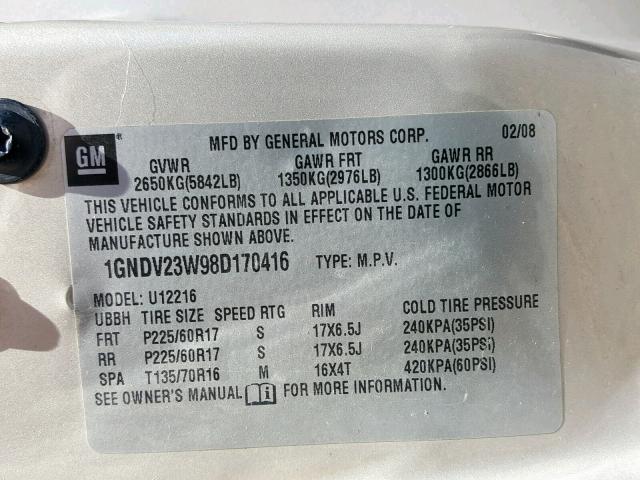 GM ® MFD BY GENERAL MOTORS CORP. 02/08
GVWR GAWR FRT GAWR RR
2650KG(5842LB) 1350KG(2976LB) 1300KG(2866LB)
THIS VEHICLE CONFORMS TO ALL APPLICABLE U.S. FEDERAL MOTOR
VEHICLE SAFETY STANDARDS IN EFFECT ON THE DATE OF
MANUFACTURE SHOWN ABOVE.
1GNDV23W98D170416 TYPE: M.P.V.
MODEL: U12216
UBBH TIRE SIZE SPEED RTG RIM COLD TIRE PRESSURE
FRT P225/60R17 S 17X6.5J 240KPA(35PSI)
RR P225/60R17 S 17X6.5J 240KPA(35PSI)
SPA T135/70R16 M 16X4T 420KPA(60PSI)
SEE OWNER'S MANUAL FOR MORE INFORMATION.